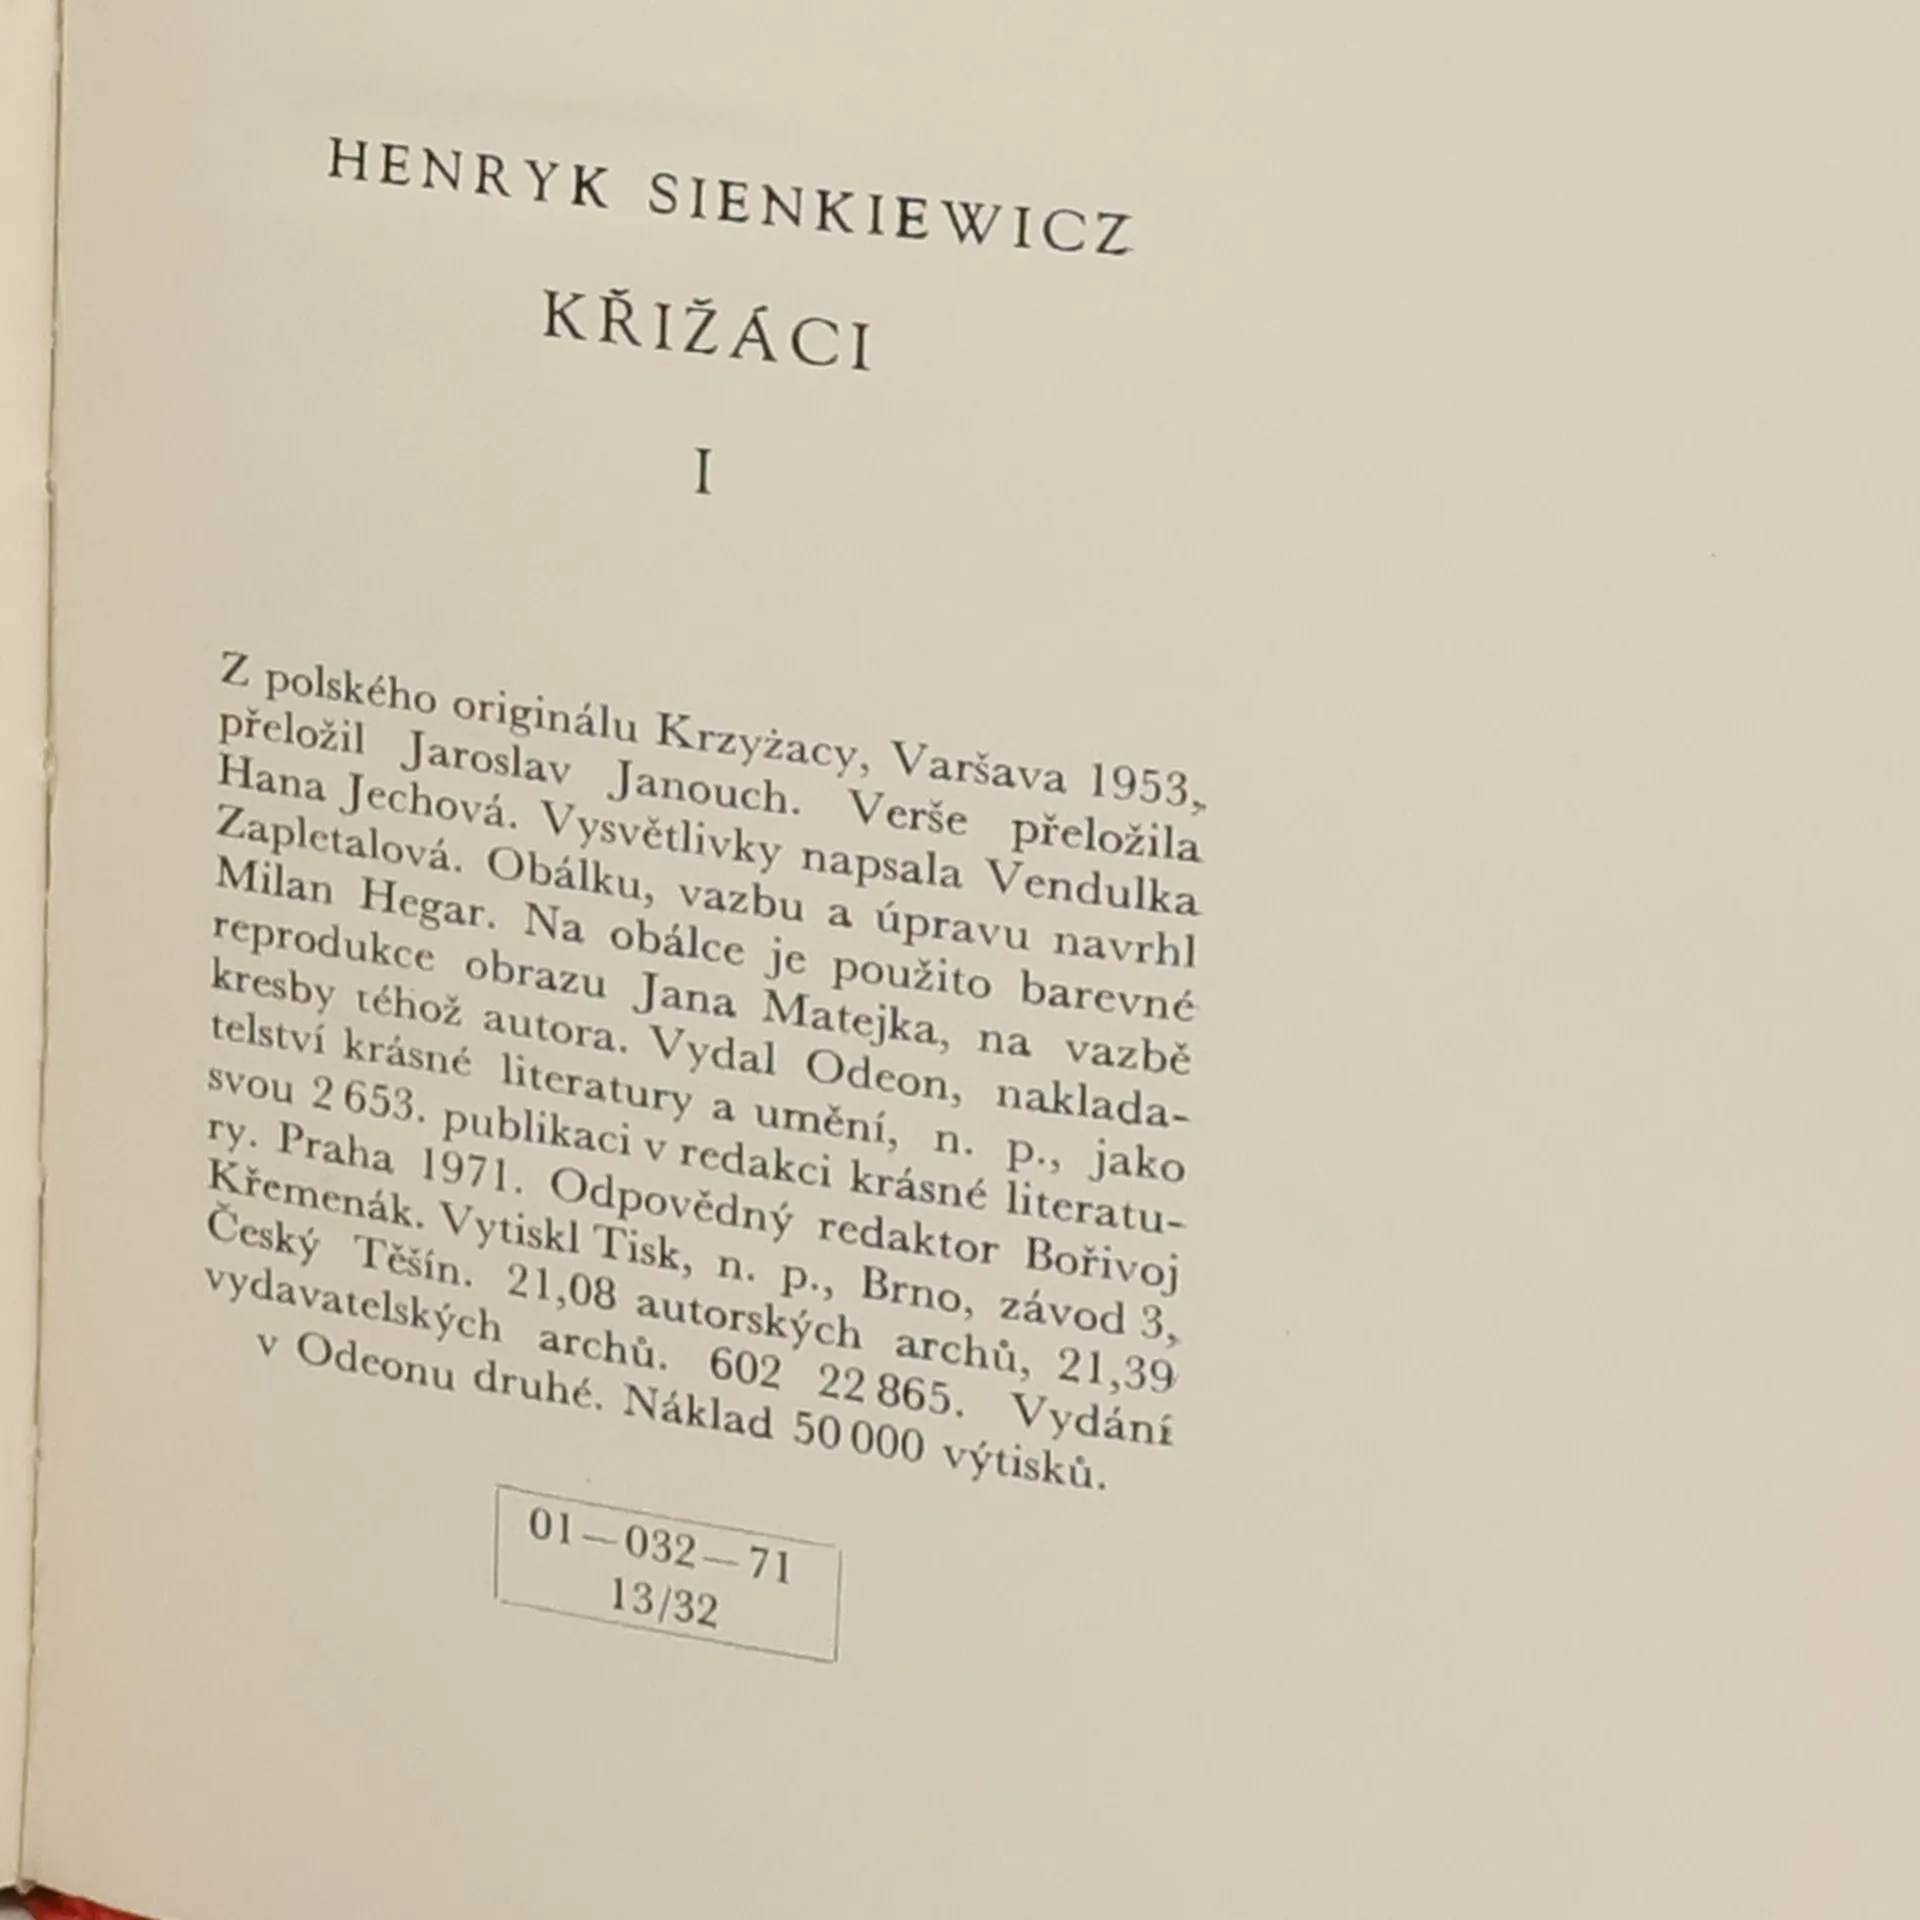 HENRYK SIENKIEWICZ
KŘIŽÁCI
I
Z polského originálu Krzyżacy, Varšava 1953,
přeložil Jaroslav Janouch. Verše přeložila
Hana Jechová. Vysvětlivky napsala Vendulka
Zapletalová. Obálku, vazbu a úpravu navrhl
Milan Hegar. Na obálce je použito barevné
reprodukce obrazu Jana Matejka, na vazbě
kresby téhož autora. Vydal Odeon, naklada-
telství krásné literatury a umění, n. p., jako
svou 2 653. publikaci v redakci krásné literatu-
ry. Praha 1971. Odpovědný redaktor Bořivoj
Křemenák. Vytiskl Tisk, n. p., Brno, závod 3,
Český Těšín. 21,08 autorských archů, 21,39
vydavatelských archů. 602 22 865. Vydání
v Odeonu druhé. Náklad 50 000 výtisků.
01—032—71
13/32